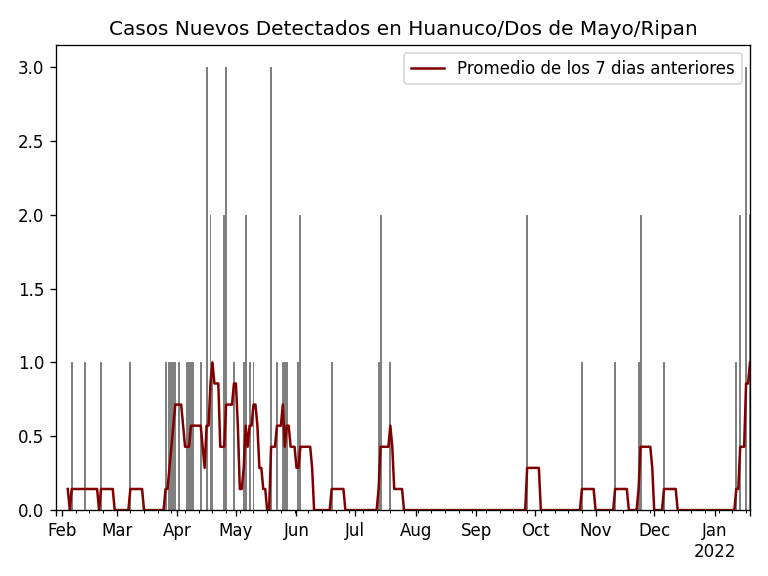 Casos Nuevos Detectados en Huanuco/Dos de Mayo/Ripan
Promedio de los 7 dias anteriores
3.0
2.5
2.0
1.5
1.0
0.5
0.0
Feb Mar Apr May Jun Jul Aug Sep Oct Nov Dec Jan
2022